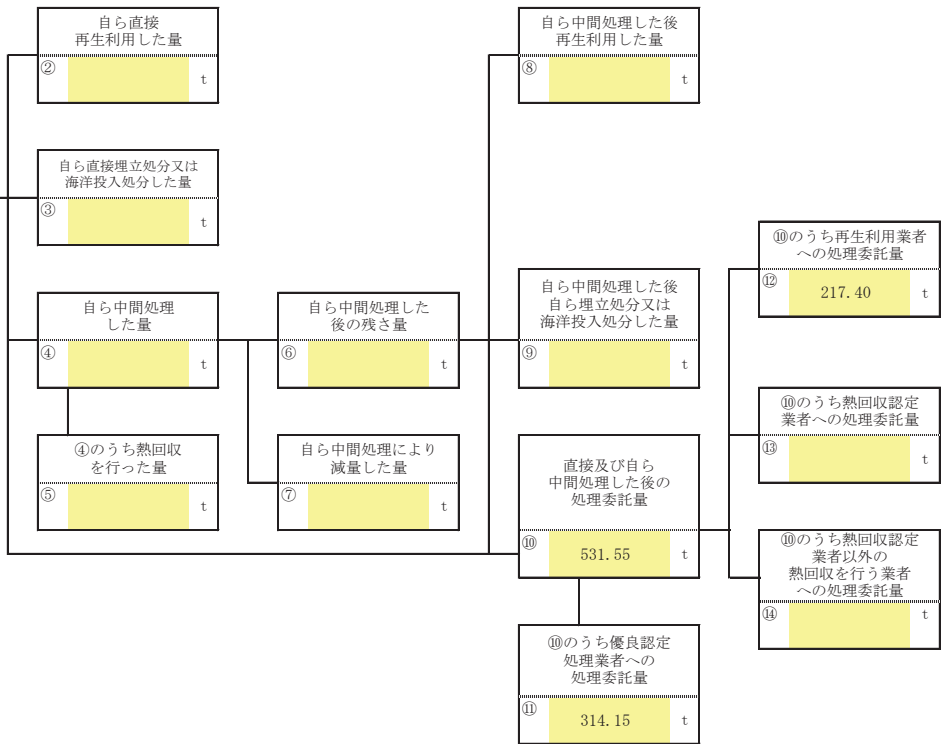 自ら直接
再生利用した量
② t
自ら直接埋立処分又は
海洋投入処分した量
③ t
自ら中間処理
した量
④ t
④のうち熱回収
を行った量
⑤ t
自ら中間処理した
後の残さ量
⑥ t
自ら中間処理により
減量した量
⑦ t
自ら中間処理した後
再生利用した量
⑧ t
自ら中間処理した後
自ら埋立処分又は
海洋投入処分した量
⑨ t
直接及び自ら
中間処理した後の
処理委託量
⑩ 531.55 t
⑩のうち優良認定
処理業者への
処理委託量
⑪ 314.15 t
⑩のうち再生利用業者
への処理委託量
⑫ 217.40 t
⑩のうち熱回収認定
業者への処理委託量
⑬ t
⑩のうち熱回収認定
業者以外の
熱回収を行う業者
への処理委託量
⑭ t